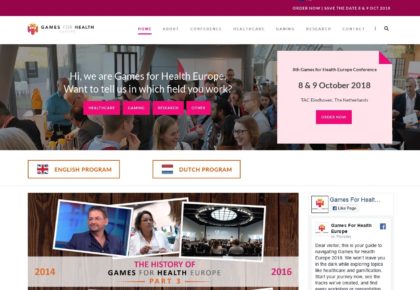 ORDER NOW | SAVE THE DATE 8 & 9 OCT 2018
GAMES FOR HEALTH
HOME ABOUT CONFERENCE HEALTHCARE GAMING RESEARCH CONTACT
Hi, we are Games for Health Europe.
Want to tell us in which field you work?
HEALTHCARE GAMING RESEARCH OTHER
8th Games for Health Europe Conference
8 & 9 October 2018
TAC, Eindhoven, The Netherlands
ORDER NOW
ENGLISH PROGRAM
DUTCH PROGRAM
THE HISTORY OF
2014 GAMES FOR HEALTH EUROPE 2016
PART 3
Games For Healt...
Like Page
Games For Health
Europe
Dear visitor, this is your guide to
navigating Games For Health
Europe 2018. We won't leave you
in the dark while exploring topics
like healthcare and gamification.
Start your journey now, see the
tracks we've created, and find